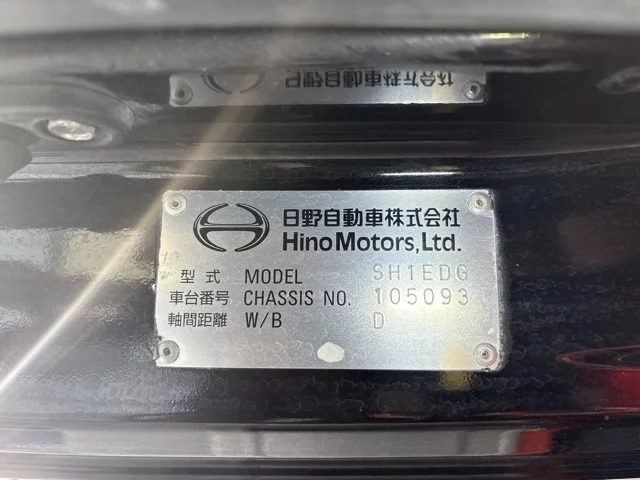 日野自動車株式会社
日野自動車株式会社
Hino Motors, Ltd.
型式 MODEL SH1EDG
車台番号 CHASSIS NO. 105093
軸間距離 W/B D